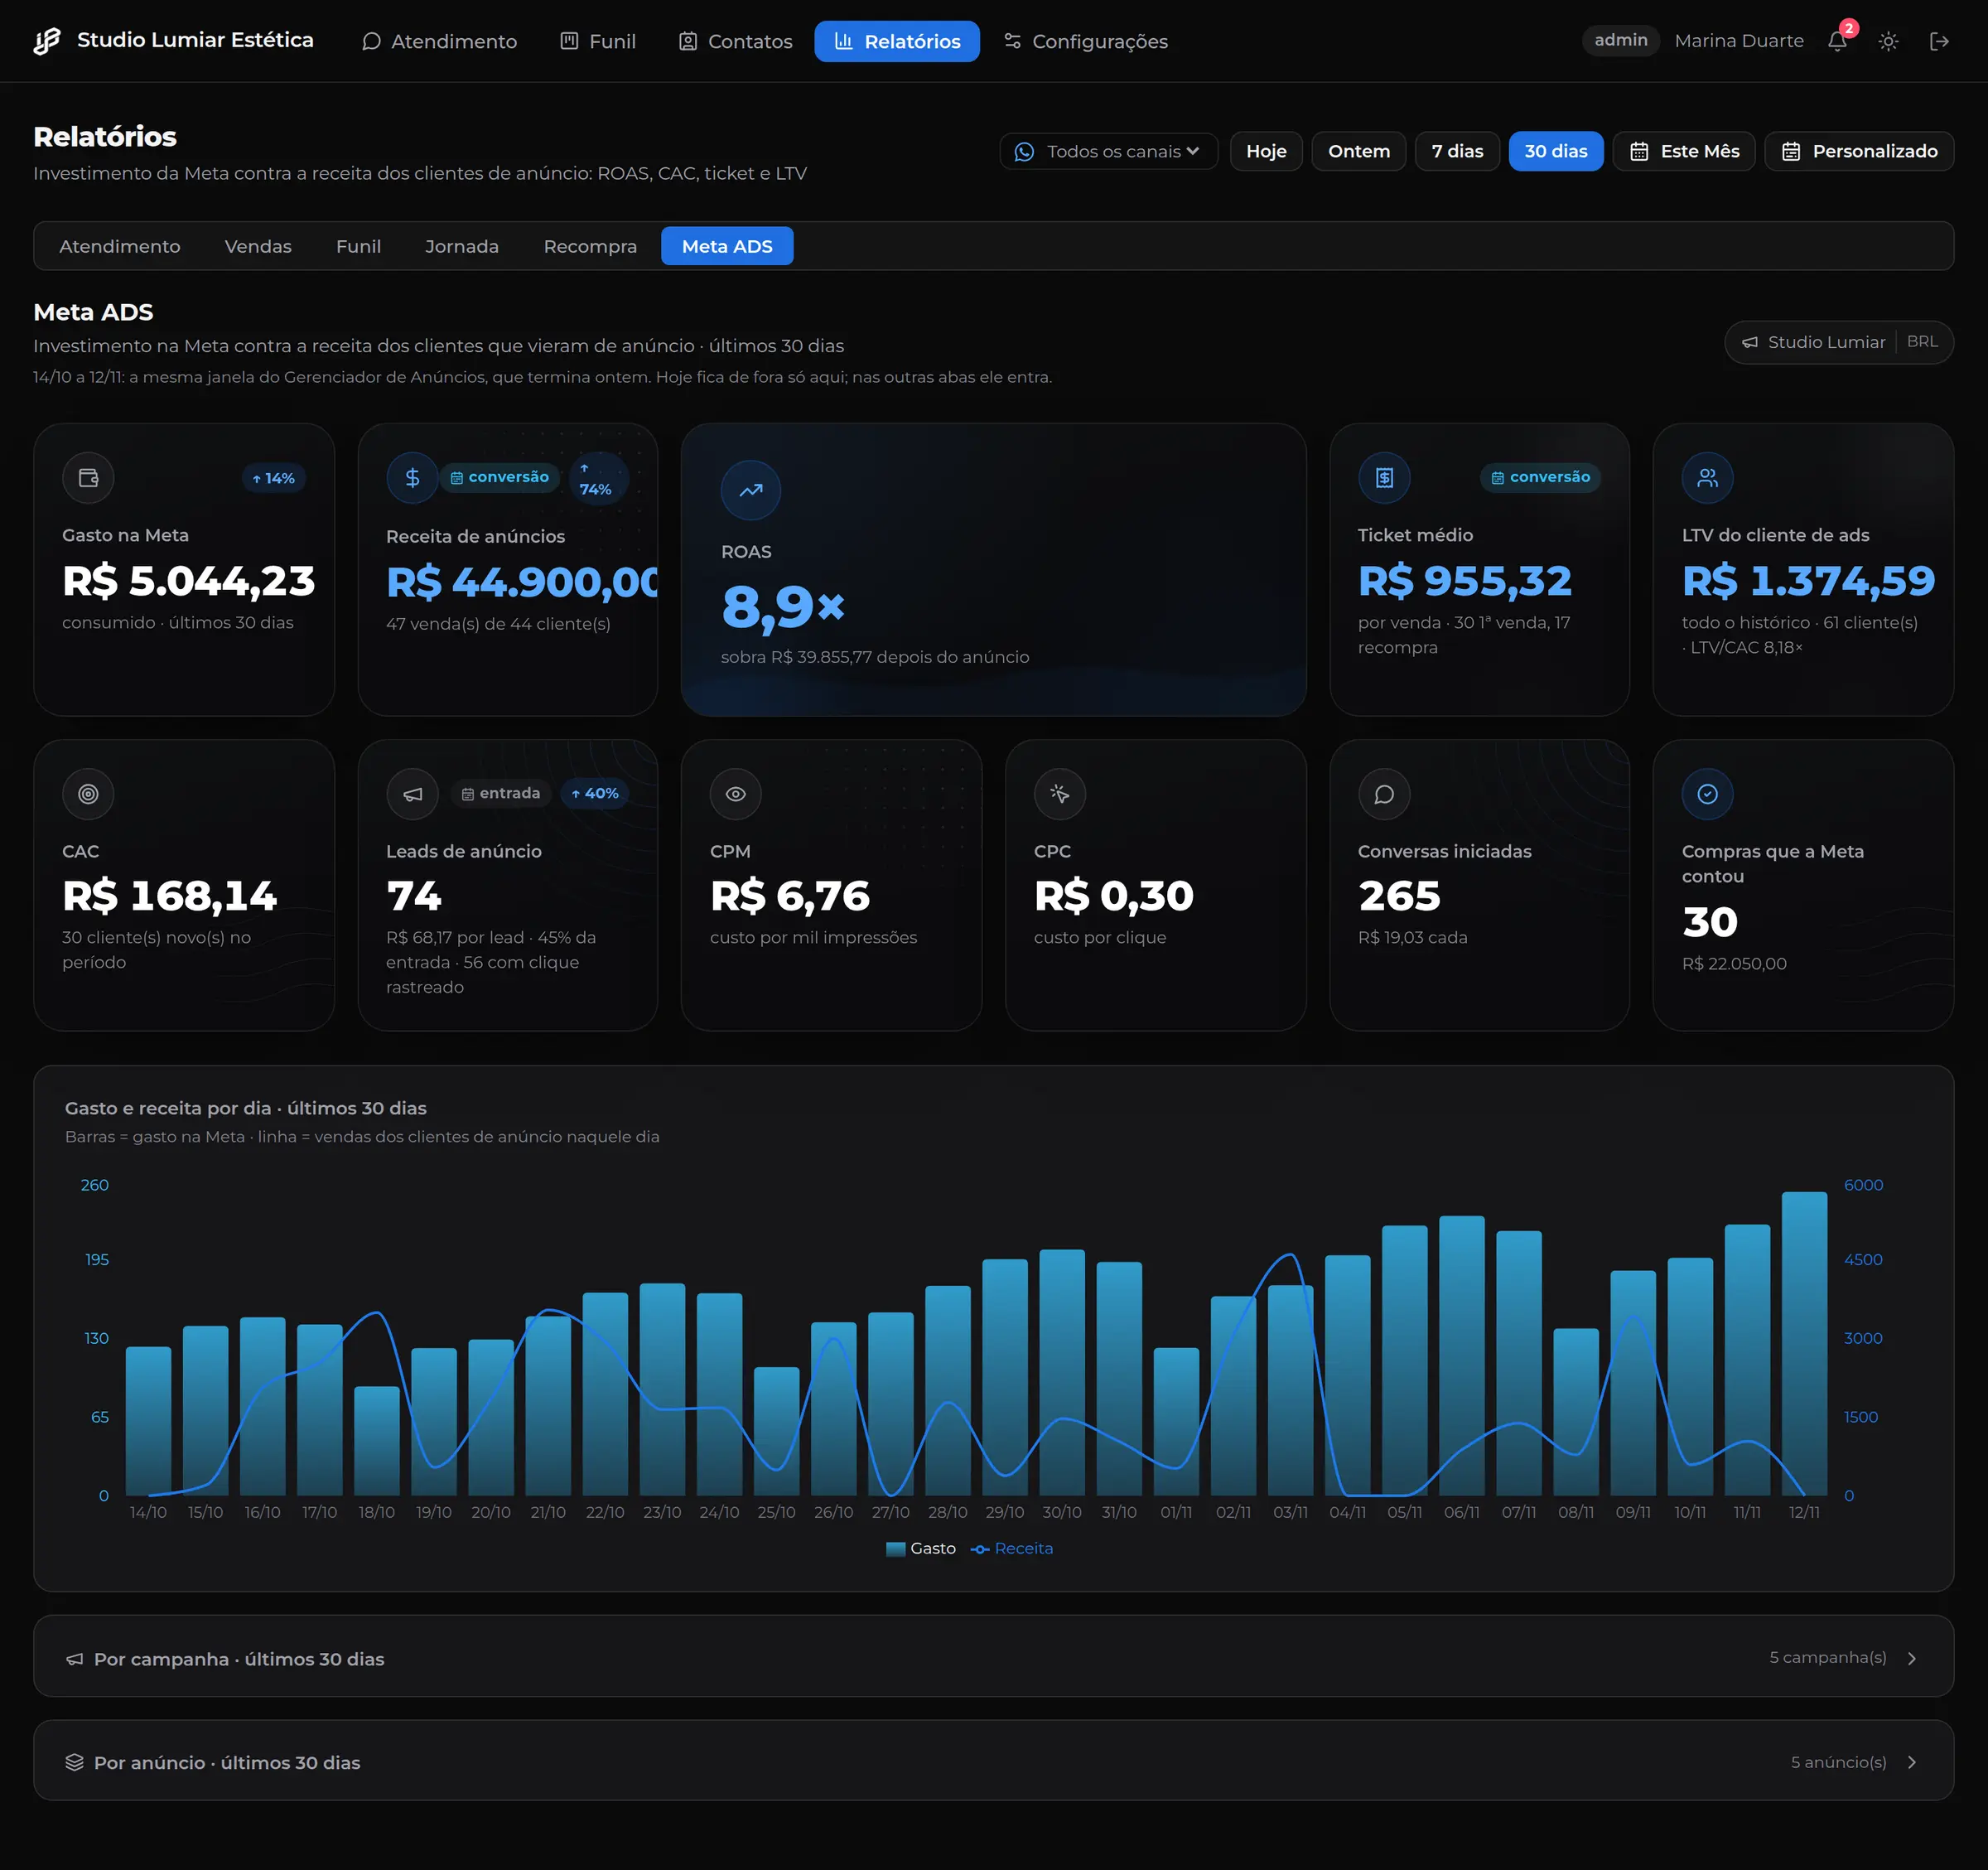 Studio Lumiar Estética
Atendimento
Funil
Contatos
Relatórios
Configurações
admin
Marina Duarte
2
Relatórios
Investimento da Meta contra a receita dos clientes de anúncio: ROAS, CAC, ticket e LTV
Todos os canais
Hoje
Ontem
7 dias
30 dias
Este Mês
Personalizado
Atendimento
Vendas
Funil
Jornada
Recompra
Meta ADS
Meta ADS
Investimento na Meta contra a receita dos clientes que vieram de anúncio · últimos 30 dias
14/10 a 12/11: a mesma janela do Gerenciador de Anúncios, que termina ontem. Hoje fica de fora só aqui; nas outras abas ele entra.
Studio Lumiar
BRL
↑ 14%
Gasto na Meta
R$ 5.044,23
consumido · últimos 30 dias
conversão
↑
74%
Receita de anúncios
R$ 44.900,00
47 venda(s) de 44 cliente(s)
ROAS
8,9×
sobra R$ 39.855,77 depois do anúncio
conversão
Ticket médio
R$ 955,32
por venda · 30 1ª venda, 17
recompra
LTV do cliente de ads
R$ 1.374,59
todo o histórico · 61 cliente(s)
· LTV/CAC 8,18×
CAC
R$ 168,14
30 cliente(s) novo(s) no
período
entrada
↑ 40%
Leads de anúncio
74
R$ 68,17 por lead · 45% da
entrada · 56 com clique
rastreado
CPM
R$ 6,76
custo por mil impressões
CPC
R$ 0,30
custo por clique
Conversas iniciadas
265
R$ 19,03 cada
Compras que a Meta
contou
30
R$ 22.050,00
Gasto e receita por dia · últimos 30 dias
Barras = gasto na Meta · linha = vendas dos clientes de anúncio naquele dia
260
195
130
65
0
6000
4500
3000
1500
0
14/10 15/10 16/10 17/10 18/10 19/10 20/10 21/10 22/10 23/10 24/10 25/10 26/10 27/10 28/10 29/10 30/10 31/10 01/11 02/11 03/11 04/11 05/11 06/11 07/11 08/11 09/11 10/11 11/11 12/11
Gasto
Receita
Por campanha · últimos 30 dias
5 campanha(s)
Por anúncio · últimos 30 dias
5 anúncio(s)